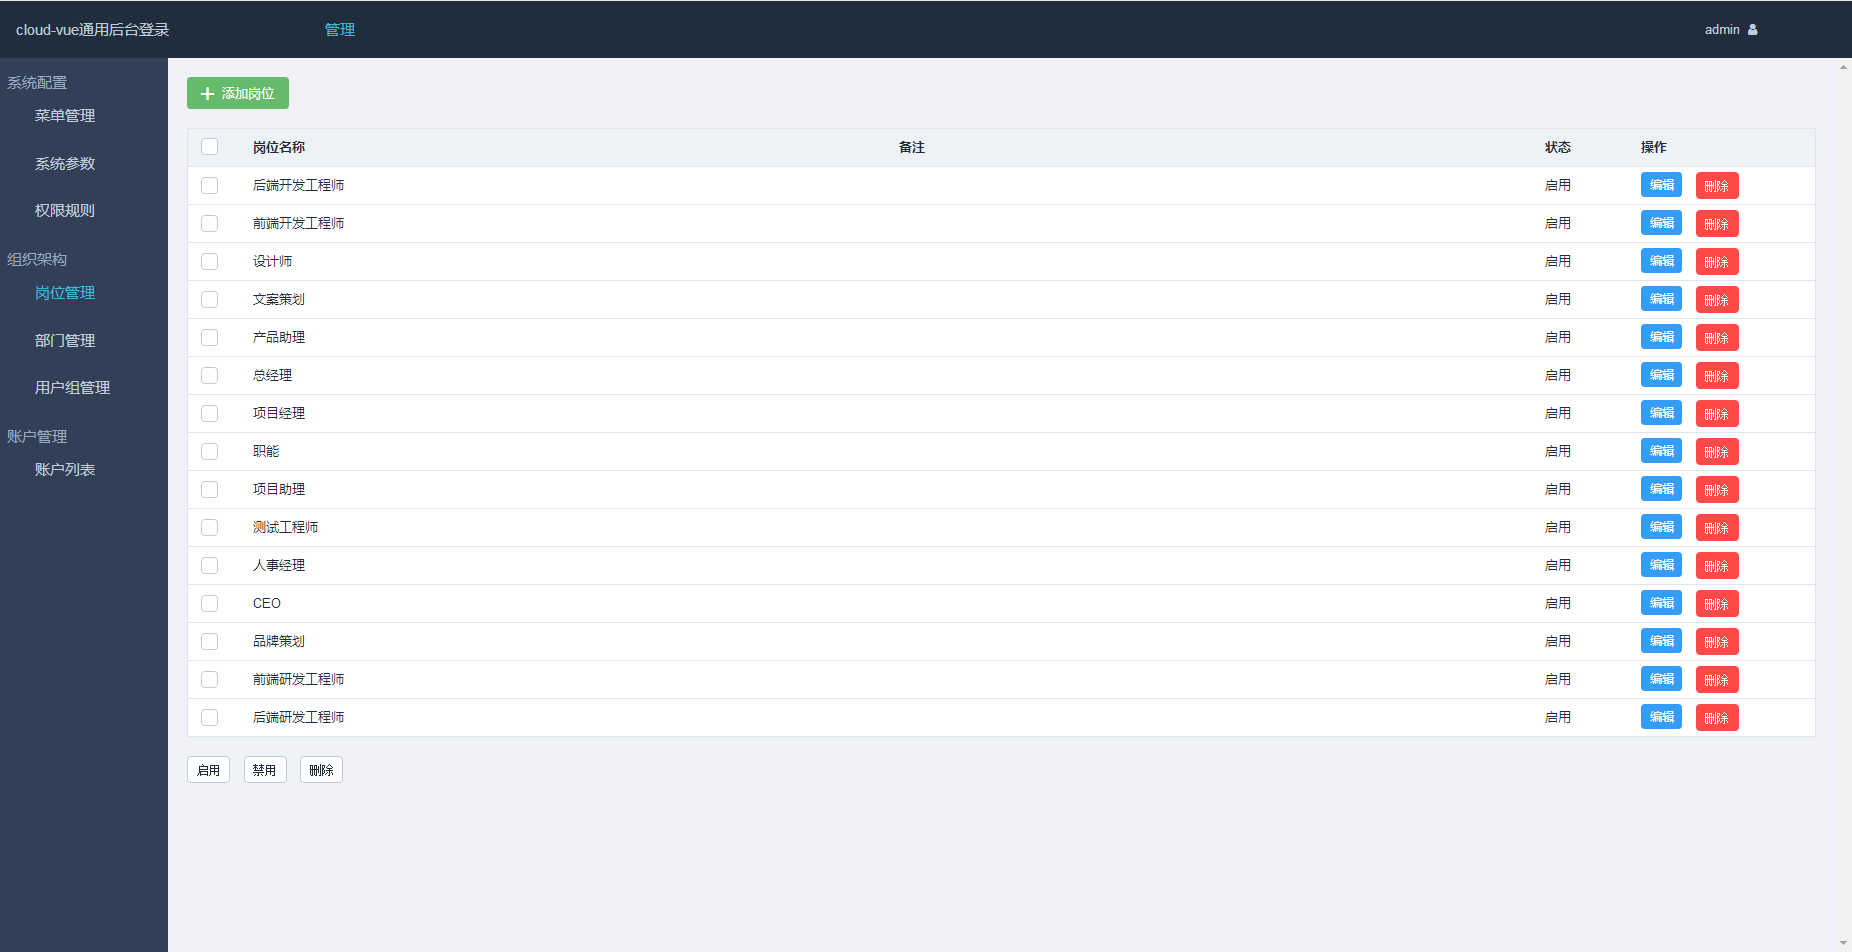 cloud-vue通用后台登录 管理 admin
系统配置
菜单管理
系统参数
权限规则
组织架构
岗位管理
部门管理
用户组管理
账户管理
账户列表
添加岗位
岗位名称 备注 状态 操作
后端开发工程师 启用 编辑 删除
前端开发工程师 启用 编辑 删除
设计师 启用 编辑 删除
文案策划 启用 编辑 删除
产品助理 启用 编辑 删除
总经理 启用 编辑 删除
项目经理 启用 编辑 删除
职能 启用 编辑 删除
项目助理 启用 编辑 删除
测试工程师 启用 编辑 删除
人事经理 启用 编辑 删除
CEO 启用 编辑 删除
品牌策划 启用 编辑 删除
前端研发工程师 启用 编辑 删除
后端研发工程师 启用 编辑 删除
启用 禁用 删除